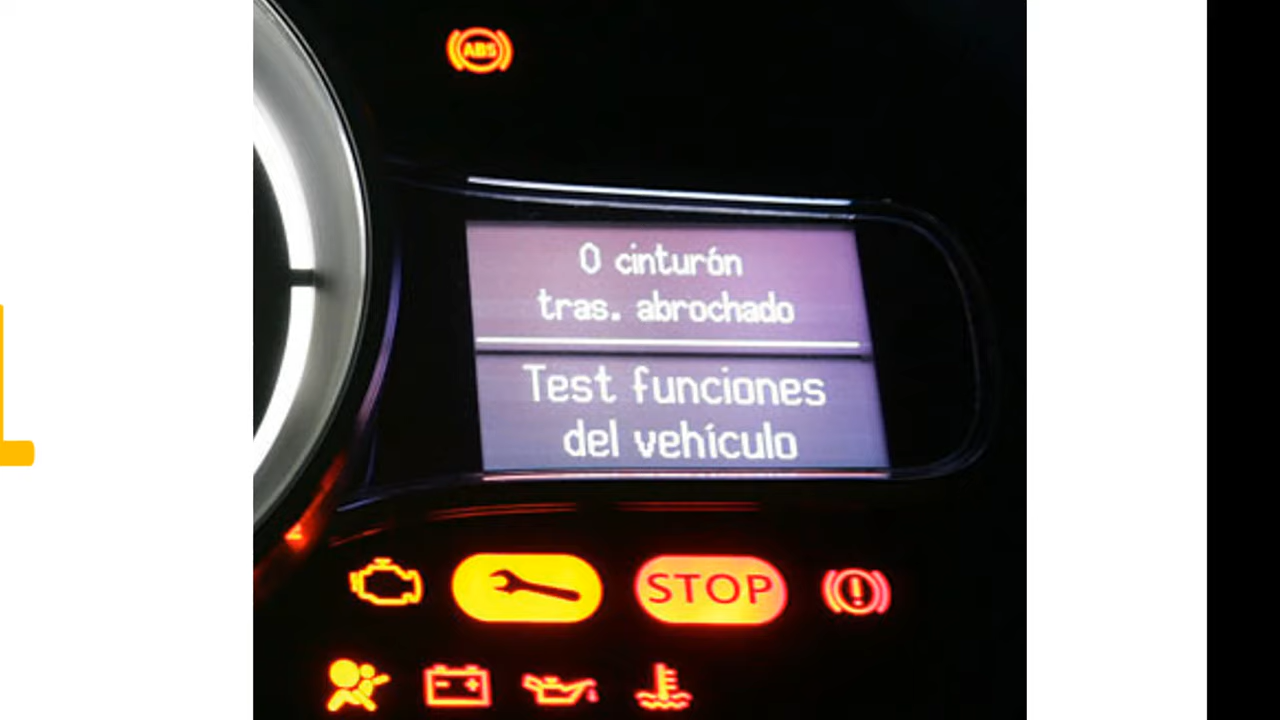 ABS
0 cinturón
tras. abrochado
Test funciones
del vehículo
STOP